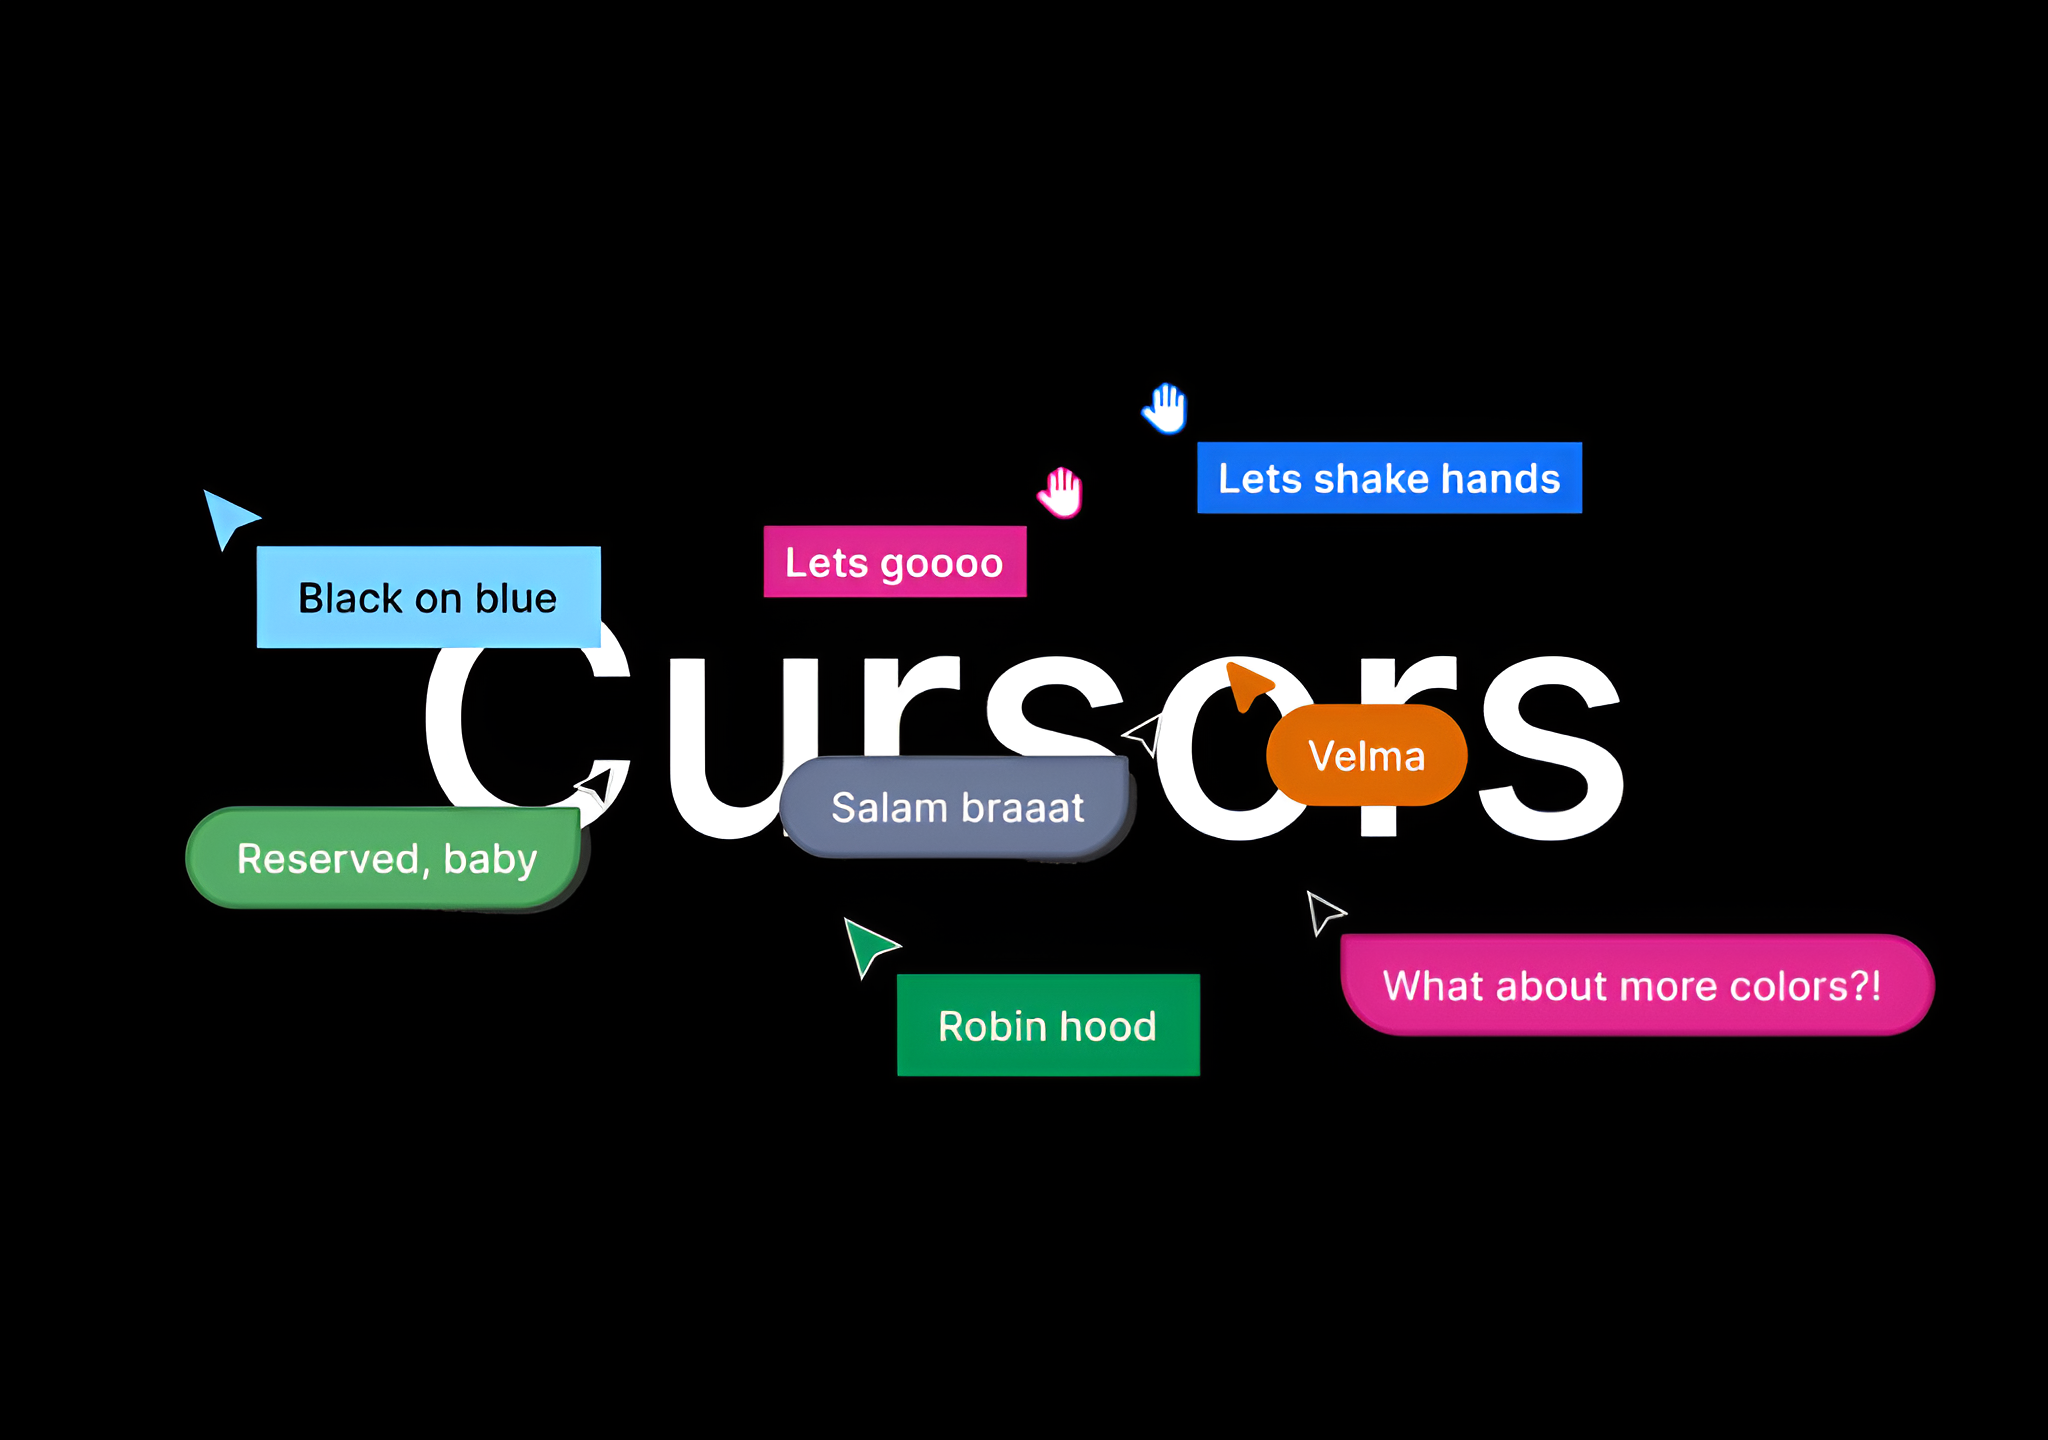 Lets shake hands
Lets goooo
Black on blue
Cursors
Velma
Salam braaat
Reserved, baby
What about more colors?!
Robin hood